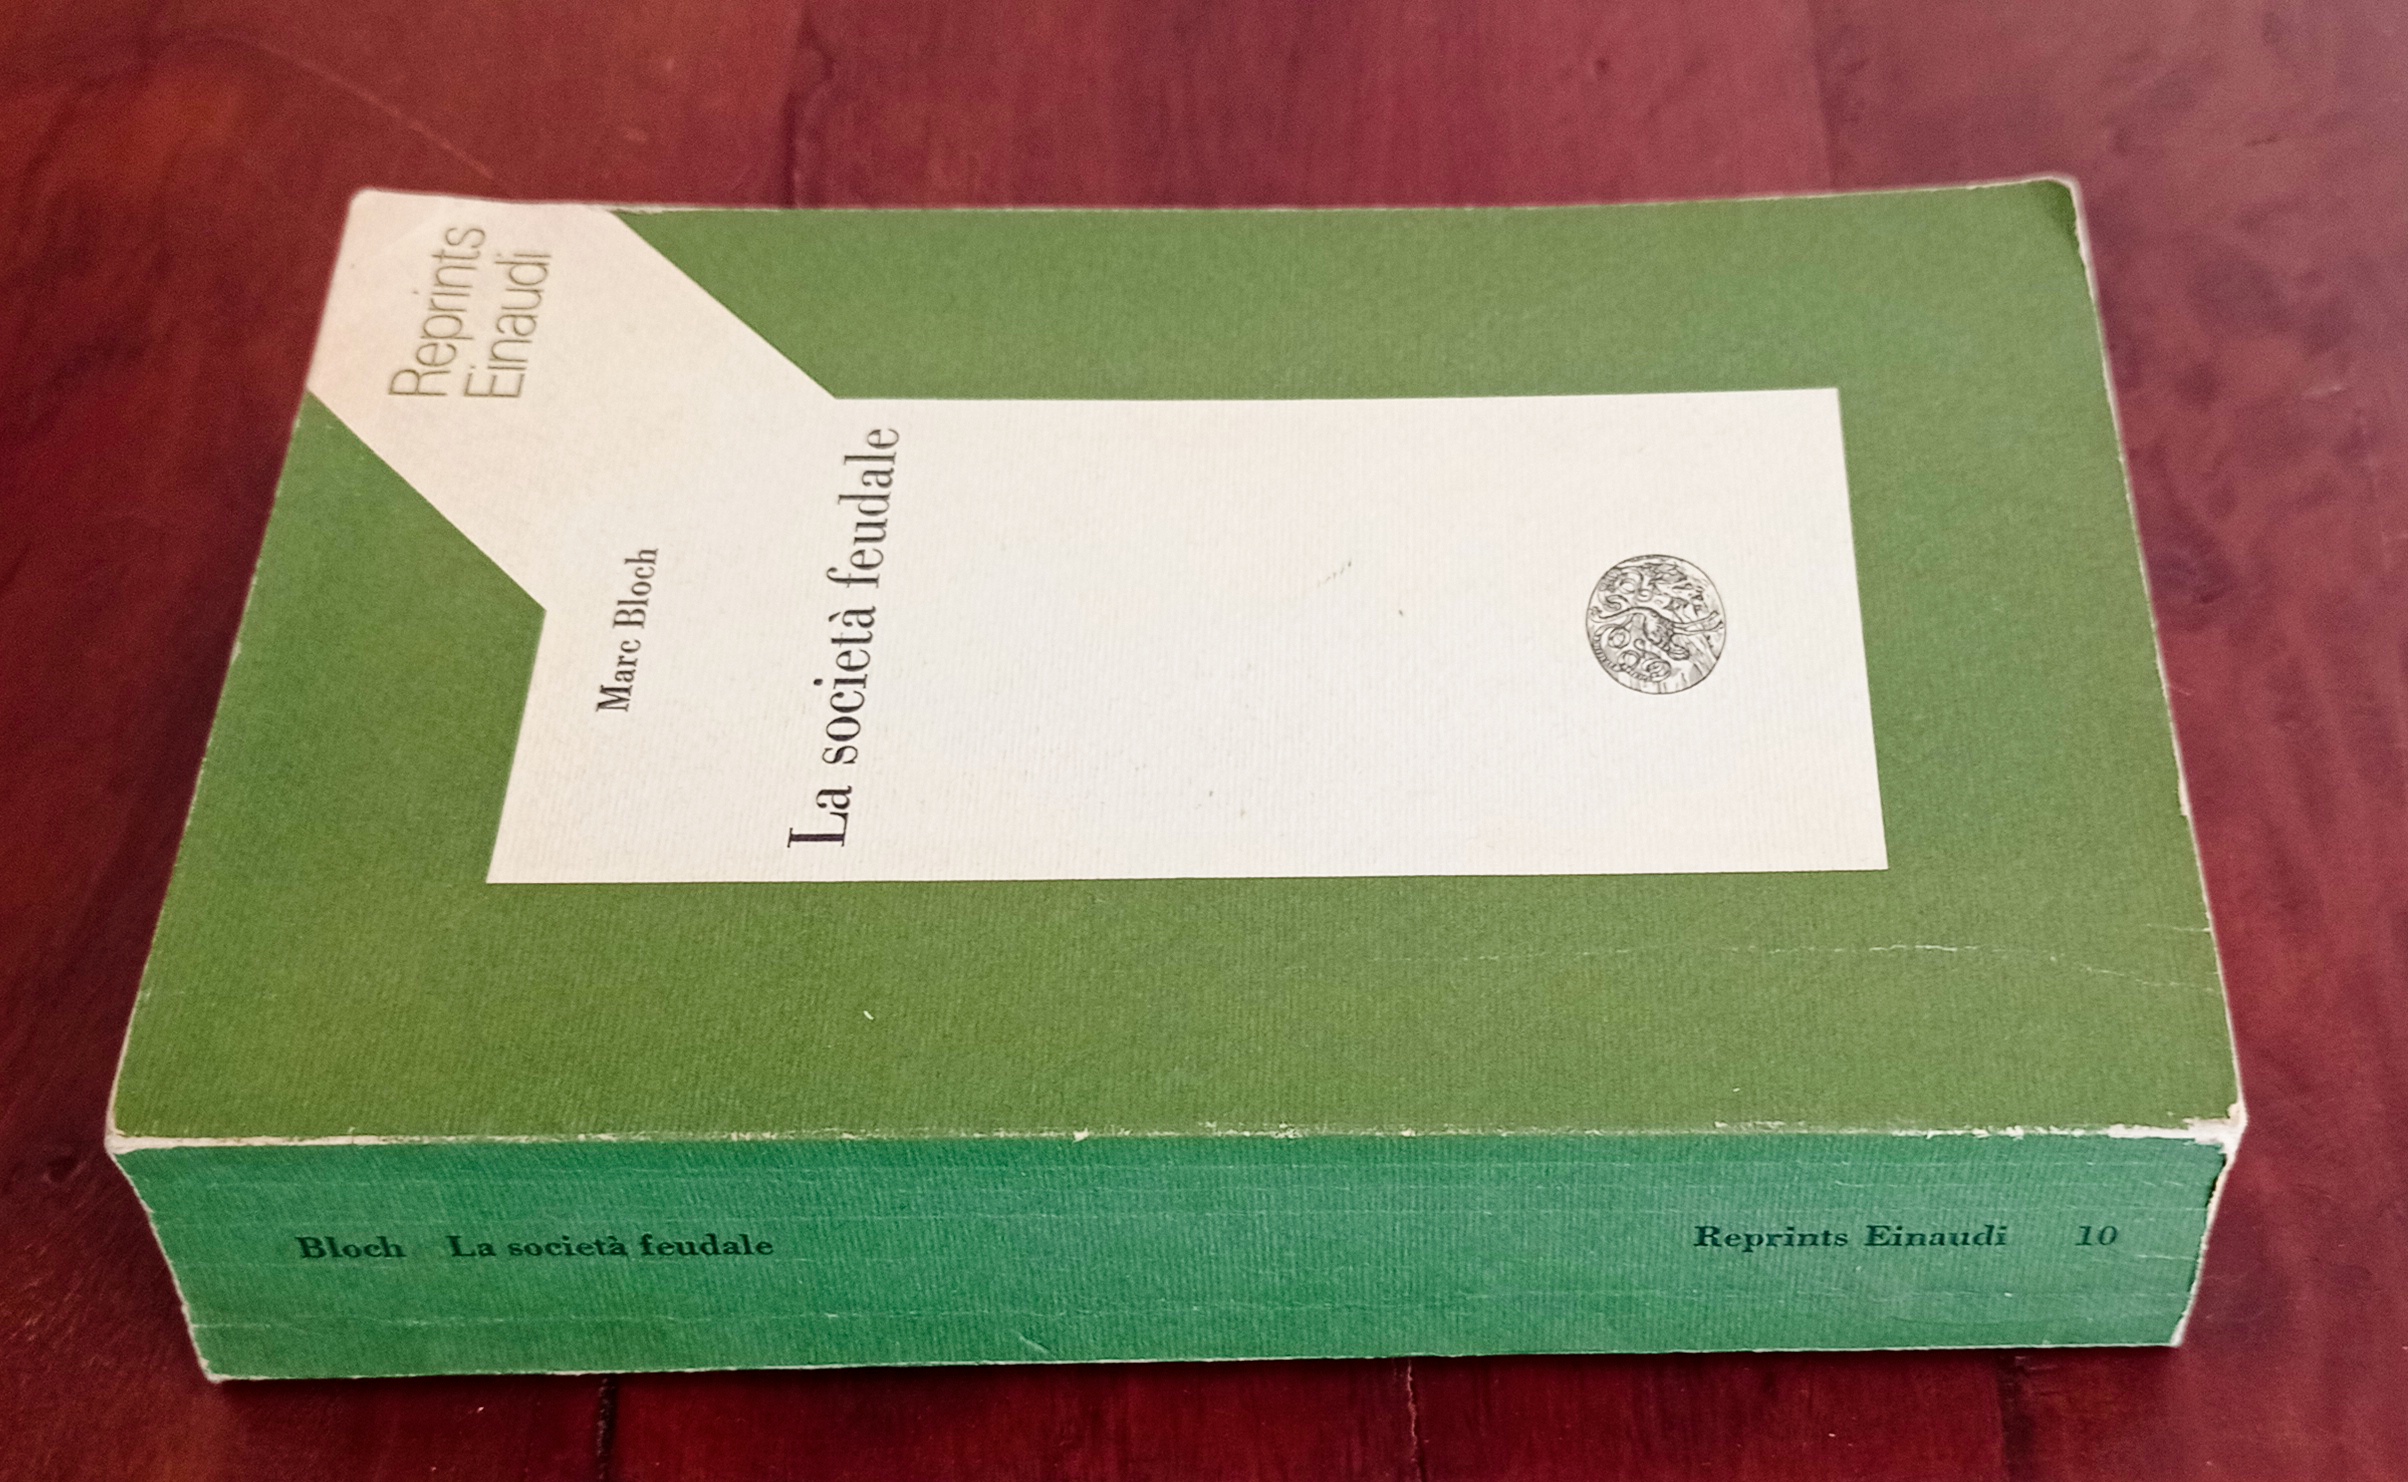 Reprints
Einaudi
Marc Bloch
La società feudale
Bloch La società feudale Reprints Einaudi 10